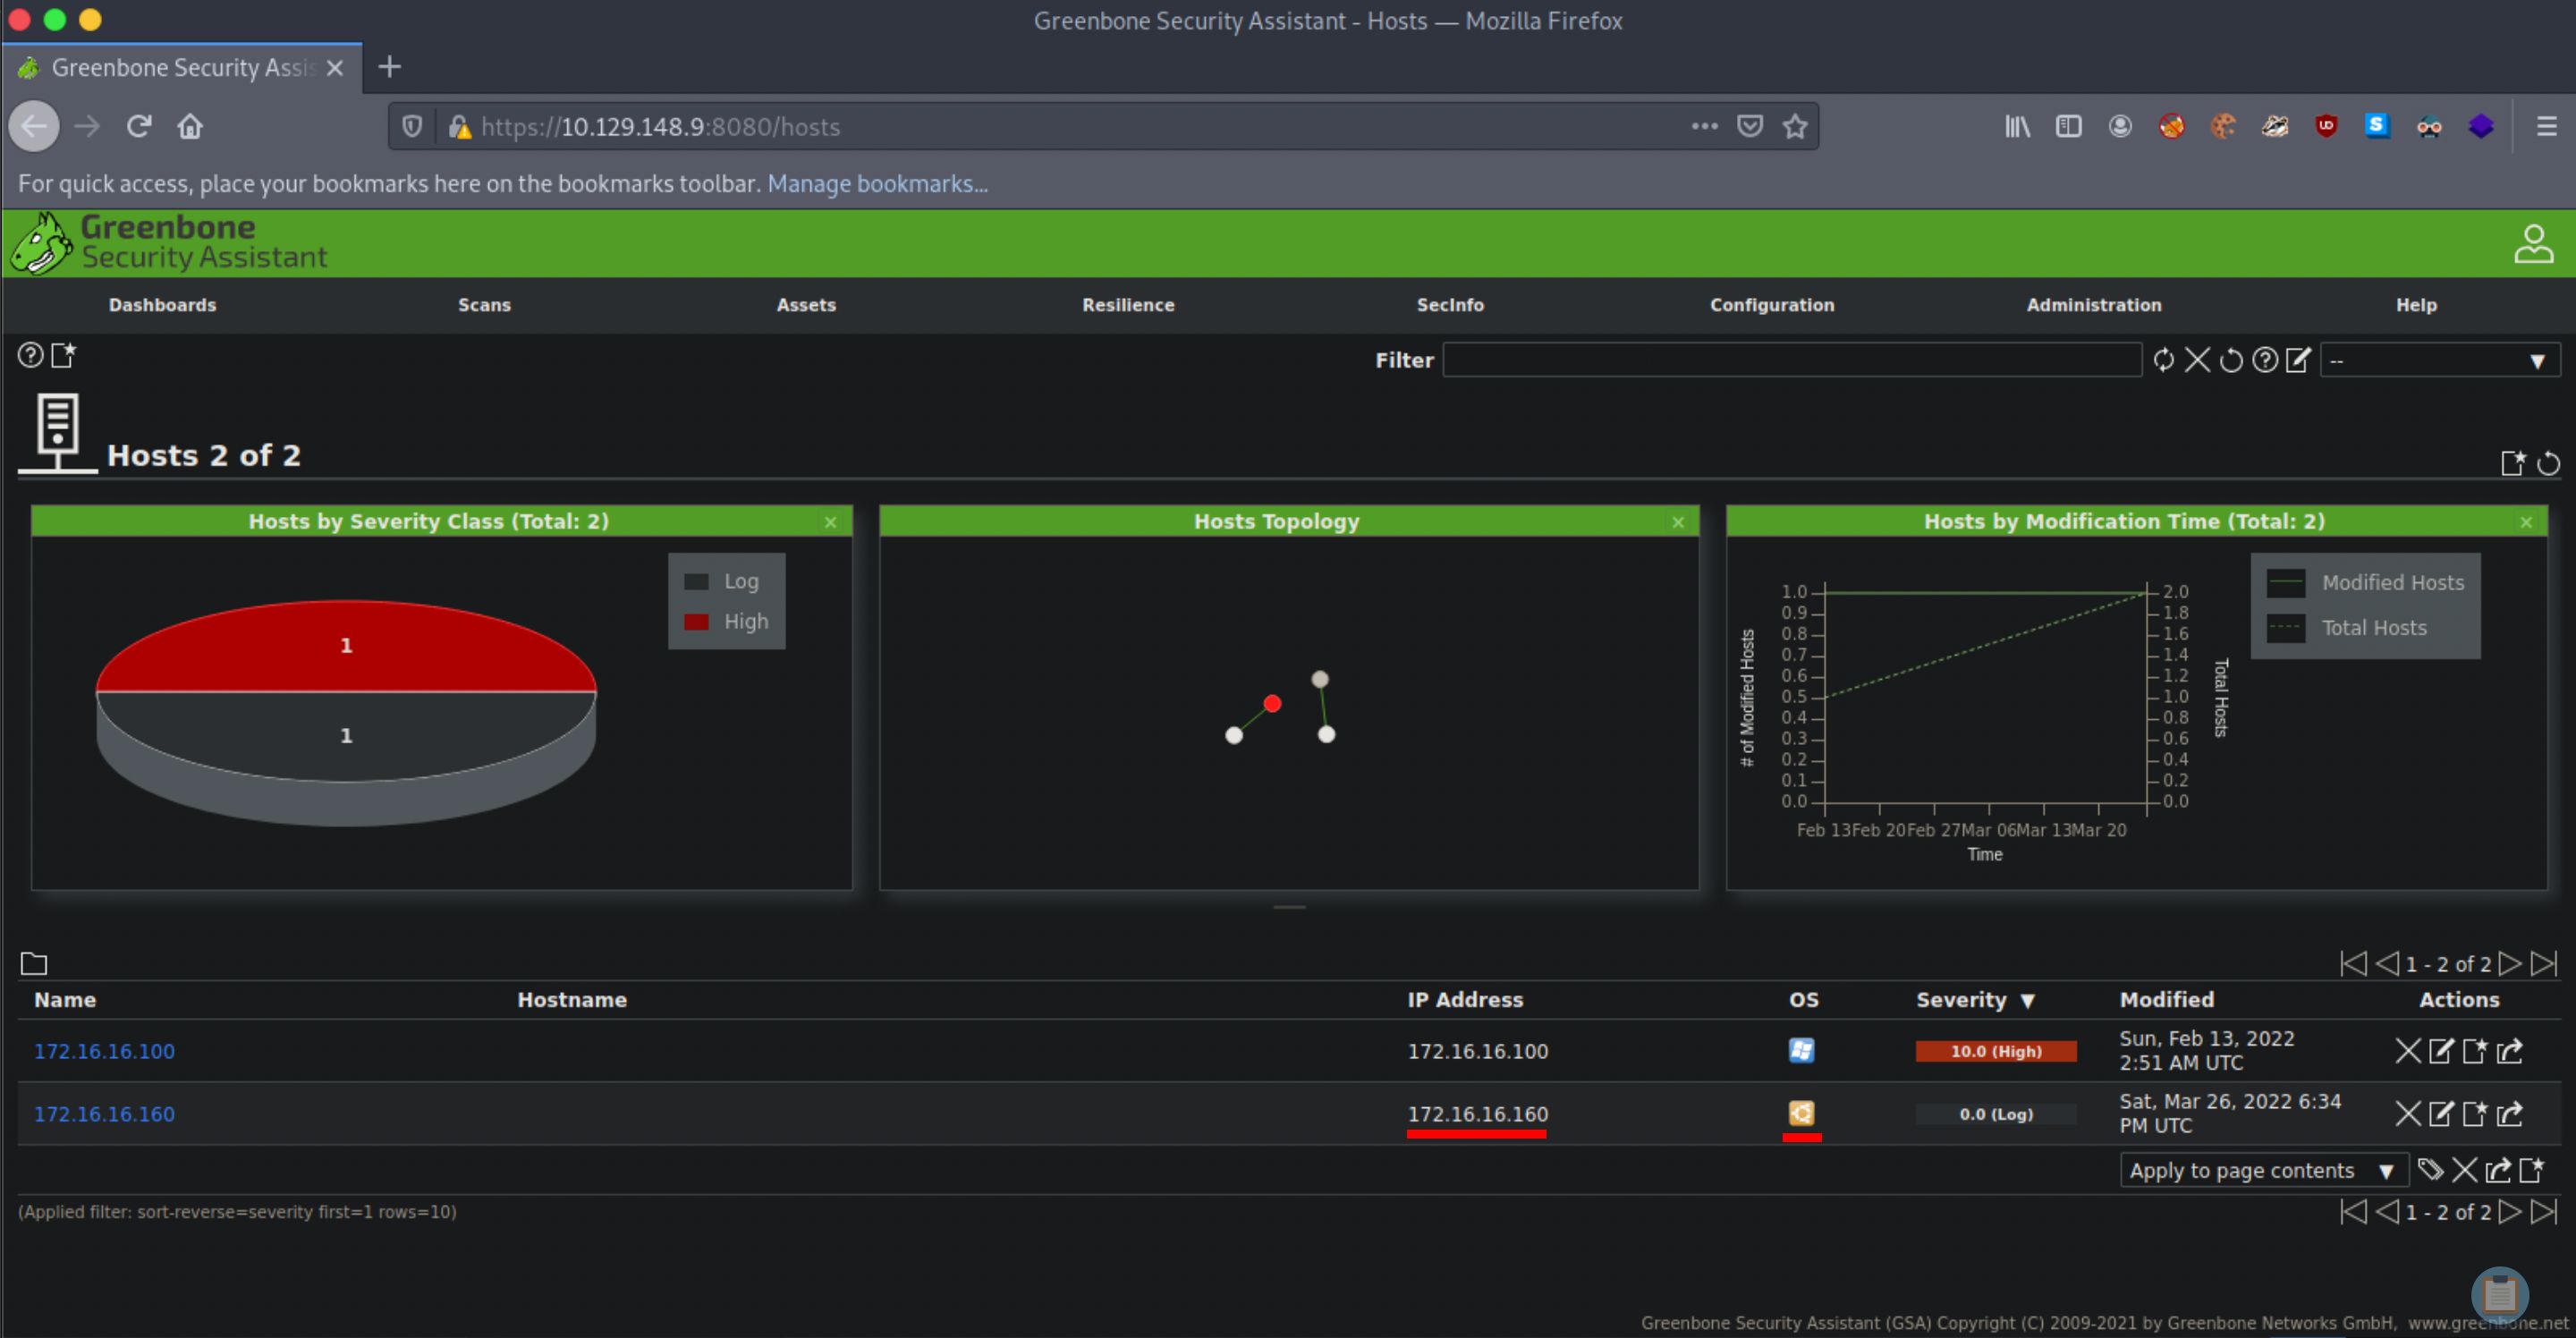 Greenbone Security Assistant - Hosts — Mozilla Firefox
Greenbone Security Assis
https://10.129.148.9:8080/hosts
For quick access, place your bookmarks here on the bookmarks toolbar. Manage bookmarks...
Greenbone
Security Assistant
Dashboards Scans Assets Resilience SecInfo Configuration Administration Help
Filter --
Hosts 2 of 2
Hosts by Severity Class (Total: 2)
Log
High
1
1
Hosts Topology
Hosts by Modification Time (Total: 2)
Modified Hosts
Total Hosts
# of Modified Hosts
1.0
0.9
0.8
0.7
0.6
0.5
0.4
0.3
0.2
0.1
0.0
2.0
1.8
1.6
1.4
1.2
1.0
0.8
0.6
0.4
0.2
0.0
Total Hosts
Feb 13 Feb 20 Feb 27 Mar 06 Mar 13 Mar 20
Time
1 - 2 of 2
Name Hostname IP Address OS Severity ▼ Modified Actions
172.16.16.100 172.16.16.100 10.0 (High) Sun, Feb 13, 2022
2:51 AM UTC
172.16.16.160 172.16.16.160 0.0 (Log) Sat, Mar 26, 2022 6:34
PM UTC
Apply to page contents ▼
(Applied filter: sort-reverse=severity first=1 rows=10) 1 - 2 of 2
Greenbone Security Assistant (GSA) Copyright (C) 2009-2021 by Greenbone Networks GmbH, www.greenbone.net